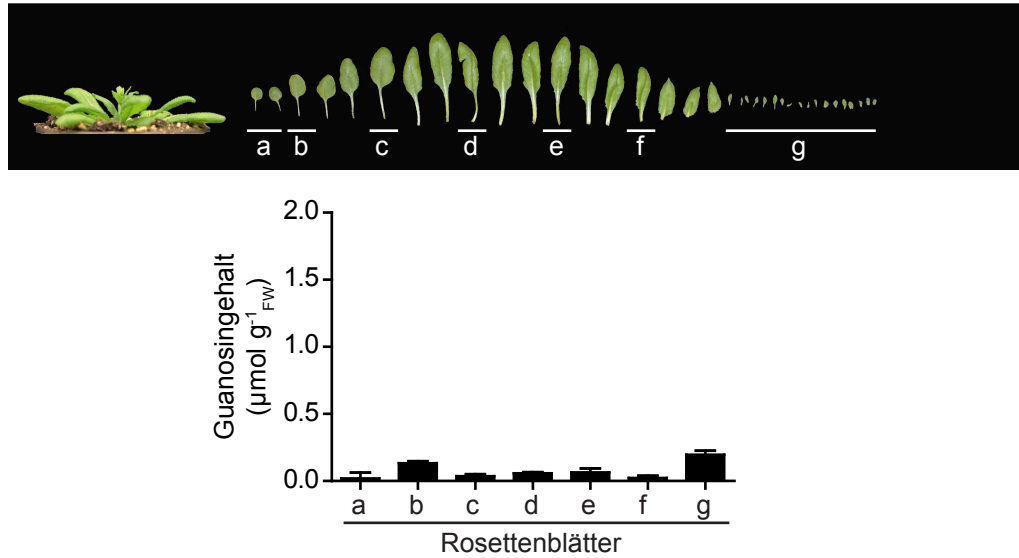 a b c d e f g
2.0
1.5
1.0
0.5
0.0
Guanosingehalt
(µmol g⁻¹FW)
a b c d e f g
Rosettenblätter